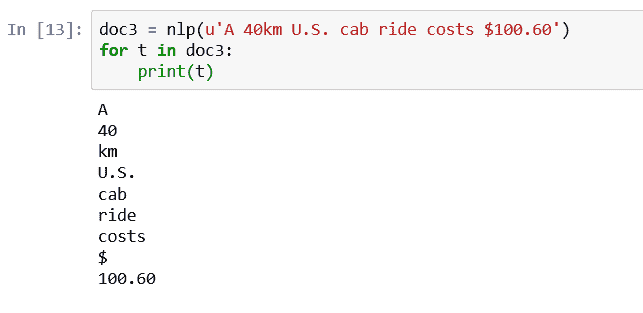 In [13]: doc3 = nlp(u'A 40km U.S. cab ride costs $100.60')
for t in doc3:
    print(t)
A
40
km
U.S.
cab
ride
costs
$
100.60